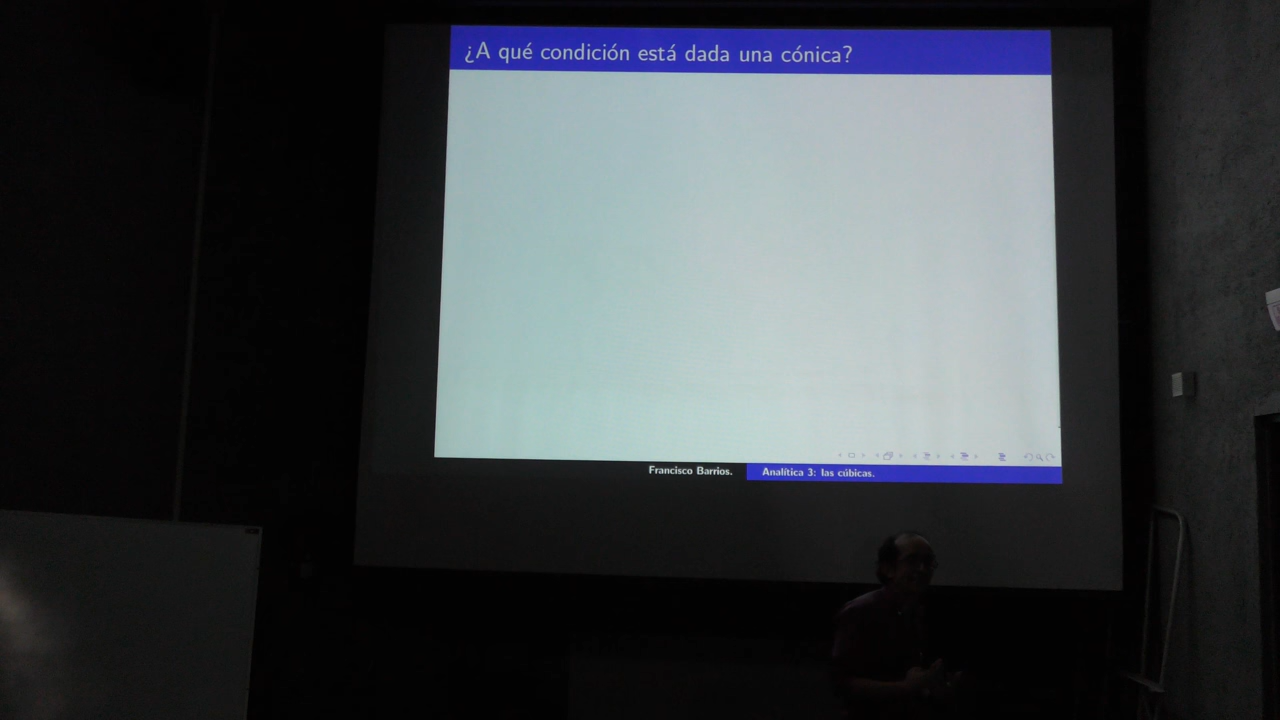 ¿A qué condición está dada una cónica?
Francisco Barrios.
Analítica 3: las cúbicas.